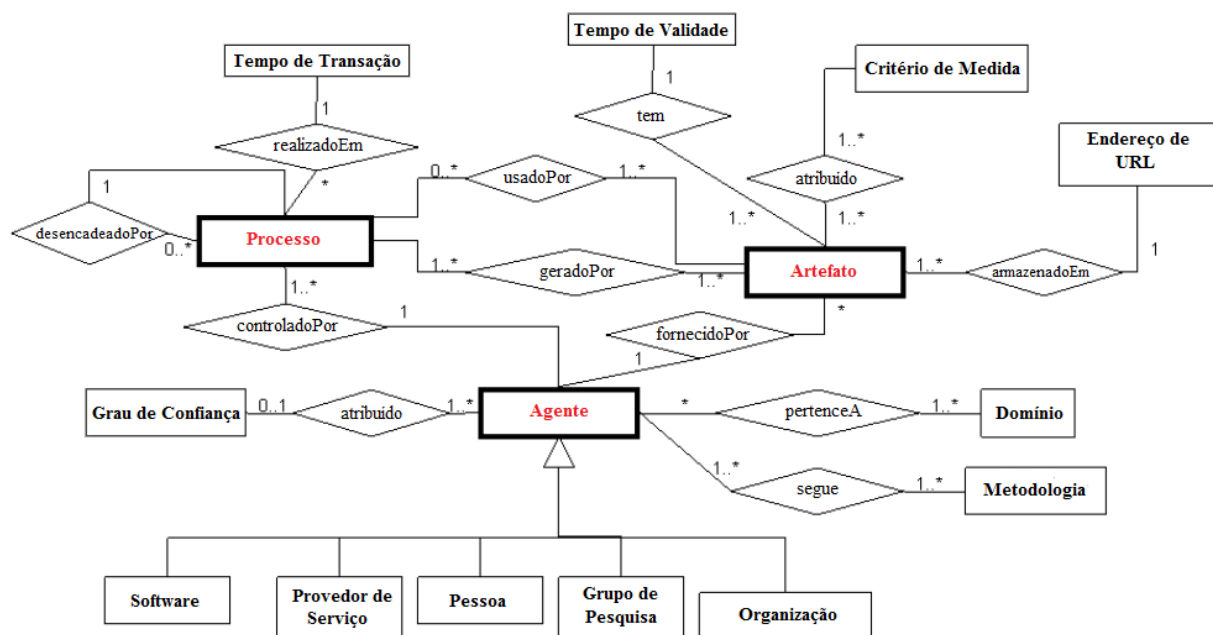 Tempo de Validade
Tempo de Transação
Critério de Medida
1
1
tem
realizadoEm
1..*
Endereço de
URL
1
0..*
usadoPor
1..*
atribuido
*
desencadeadoPor
0..*
Processo
1..*
1..*
1
1..*
geradoPor
1..*
Artefato
1..*
armazenadoEm
1..*
controladoPor
1
fornecidoPor
*
1
Grau de Confiança
0..1
atribuido
1..*
Agente
*
pertenceA
1..*
Domínio
1..*
segue
1..*
Metodologia
Software
Provedor de
Serviço
Pessoa
Grupo de
Pesquisa
Organização